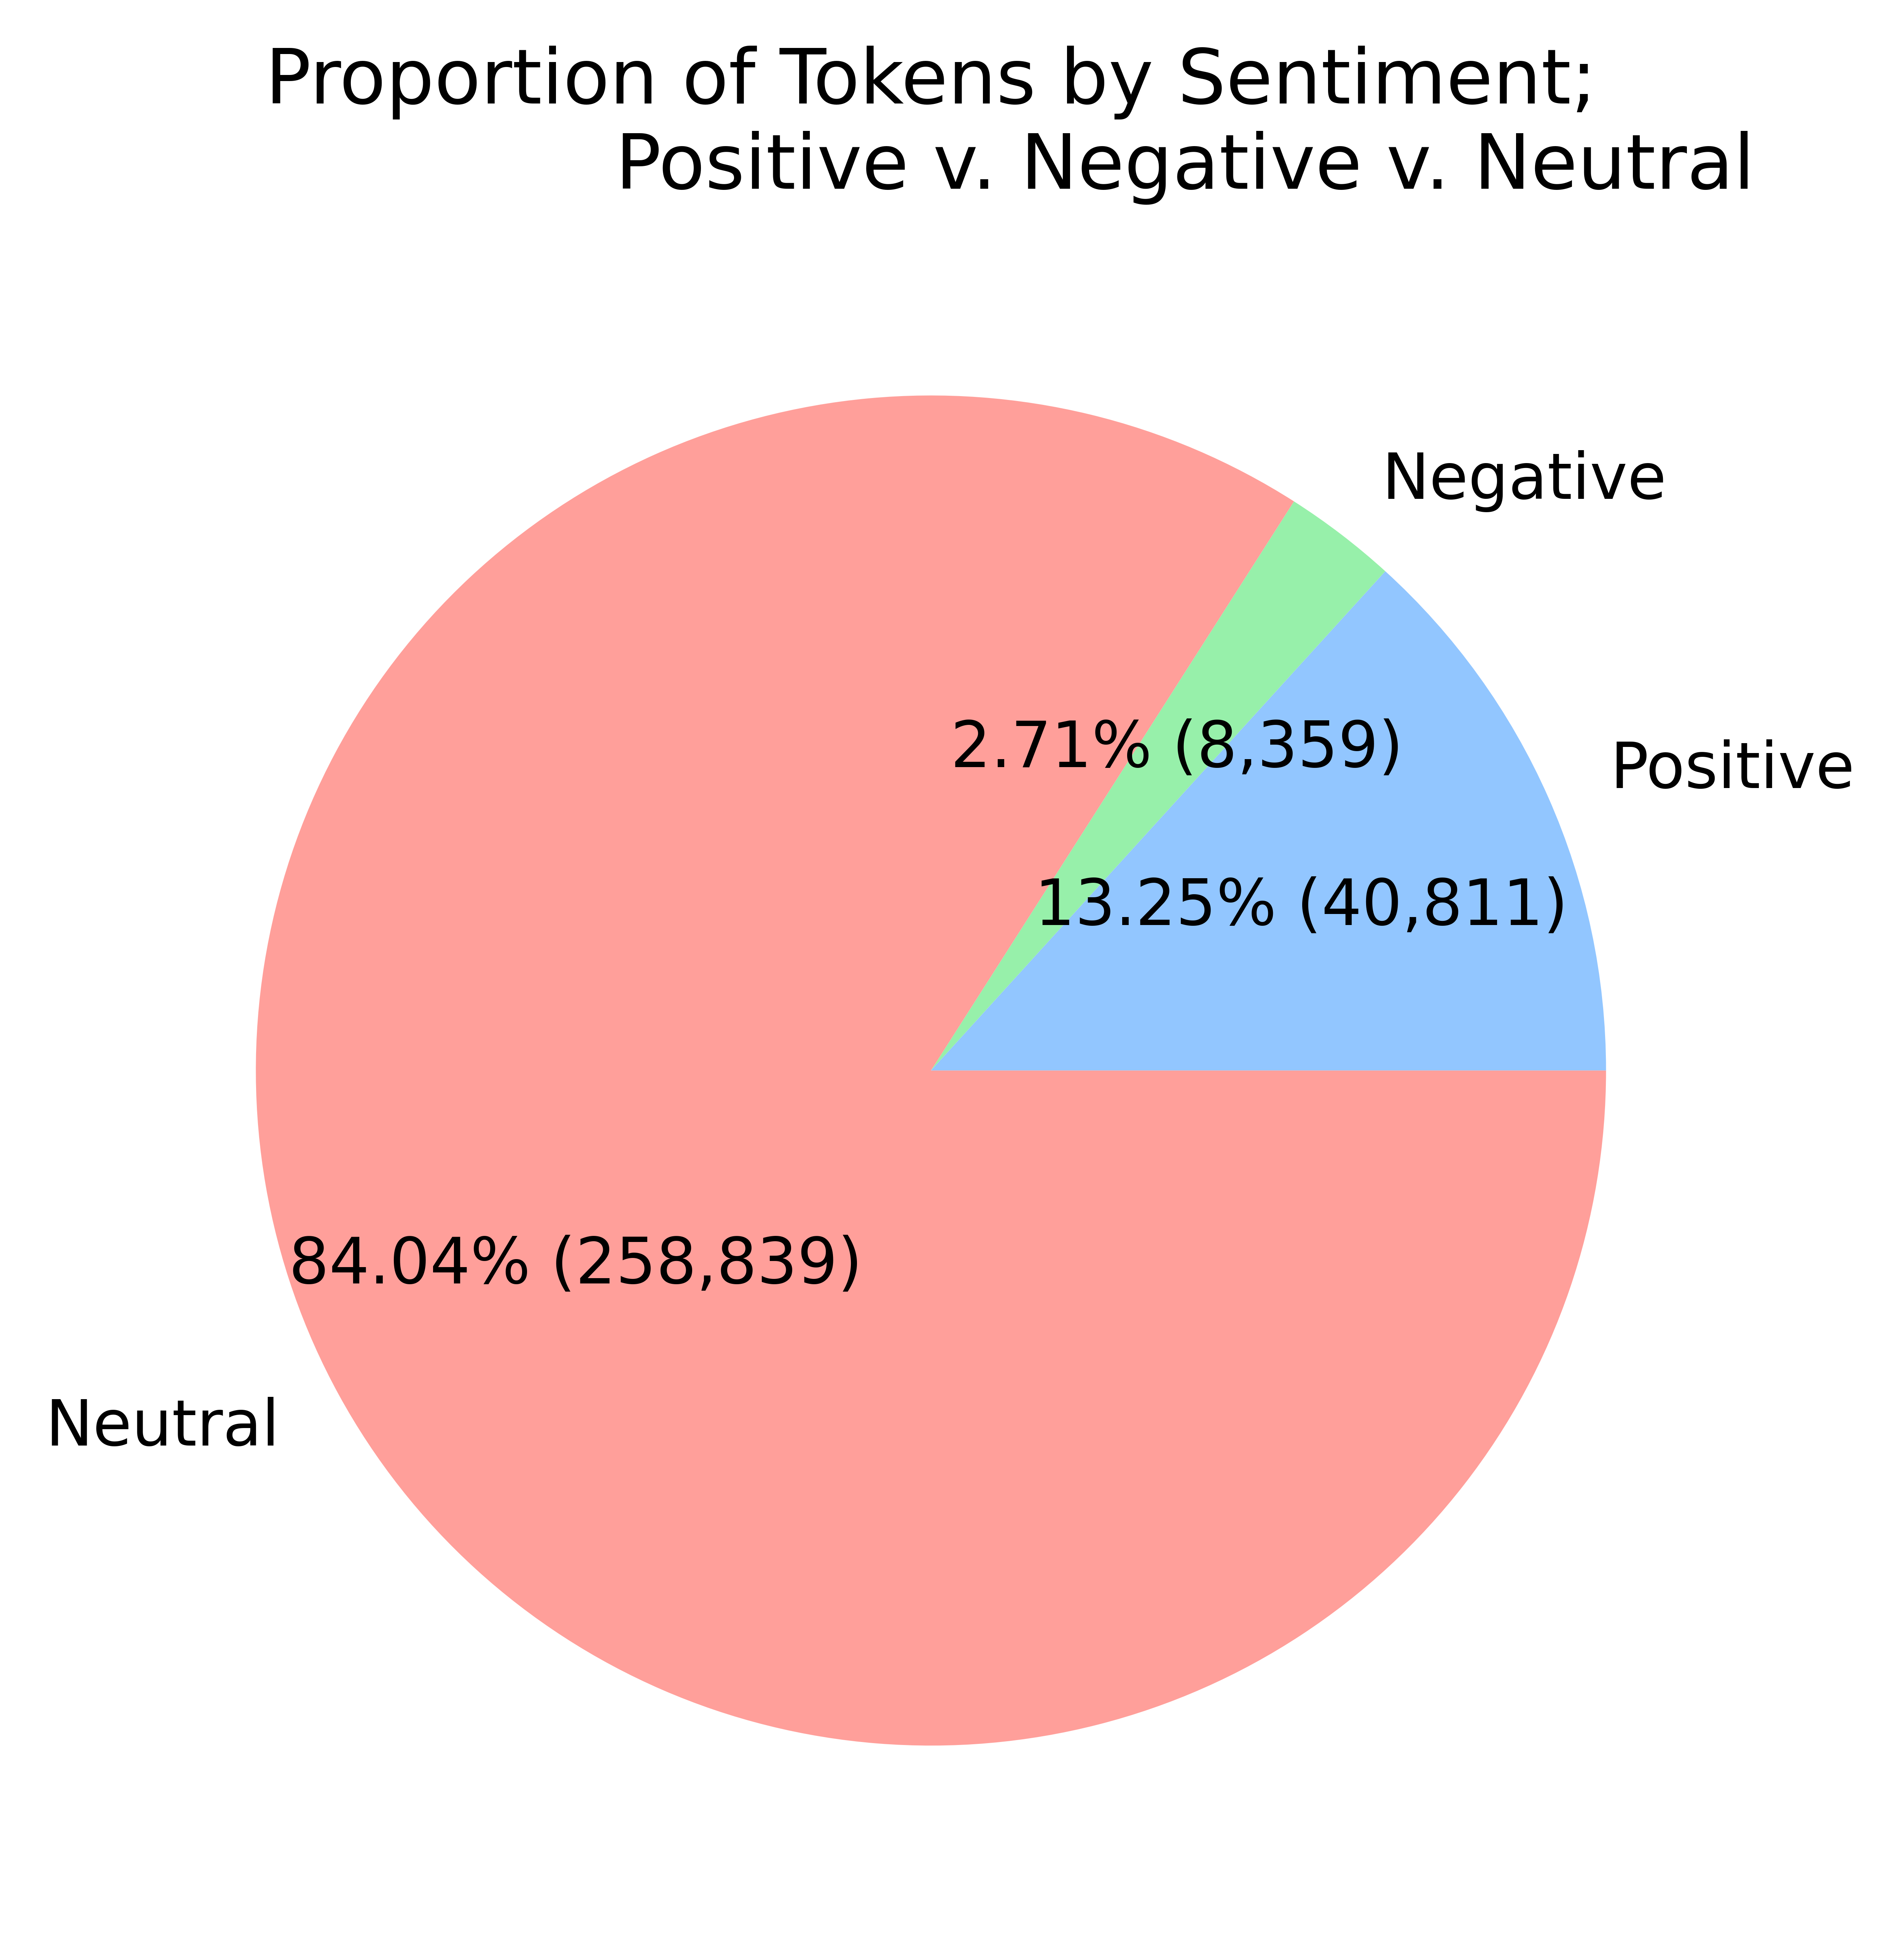 Proportion of Tokens by Sentiment;
Positive v. Negative v. Neutral
Negative
2.71% (8,359)
Positive
13.25% (40,811)
84.04% (258,839)
Neutral